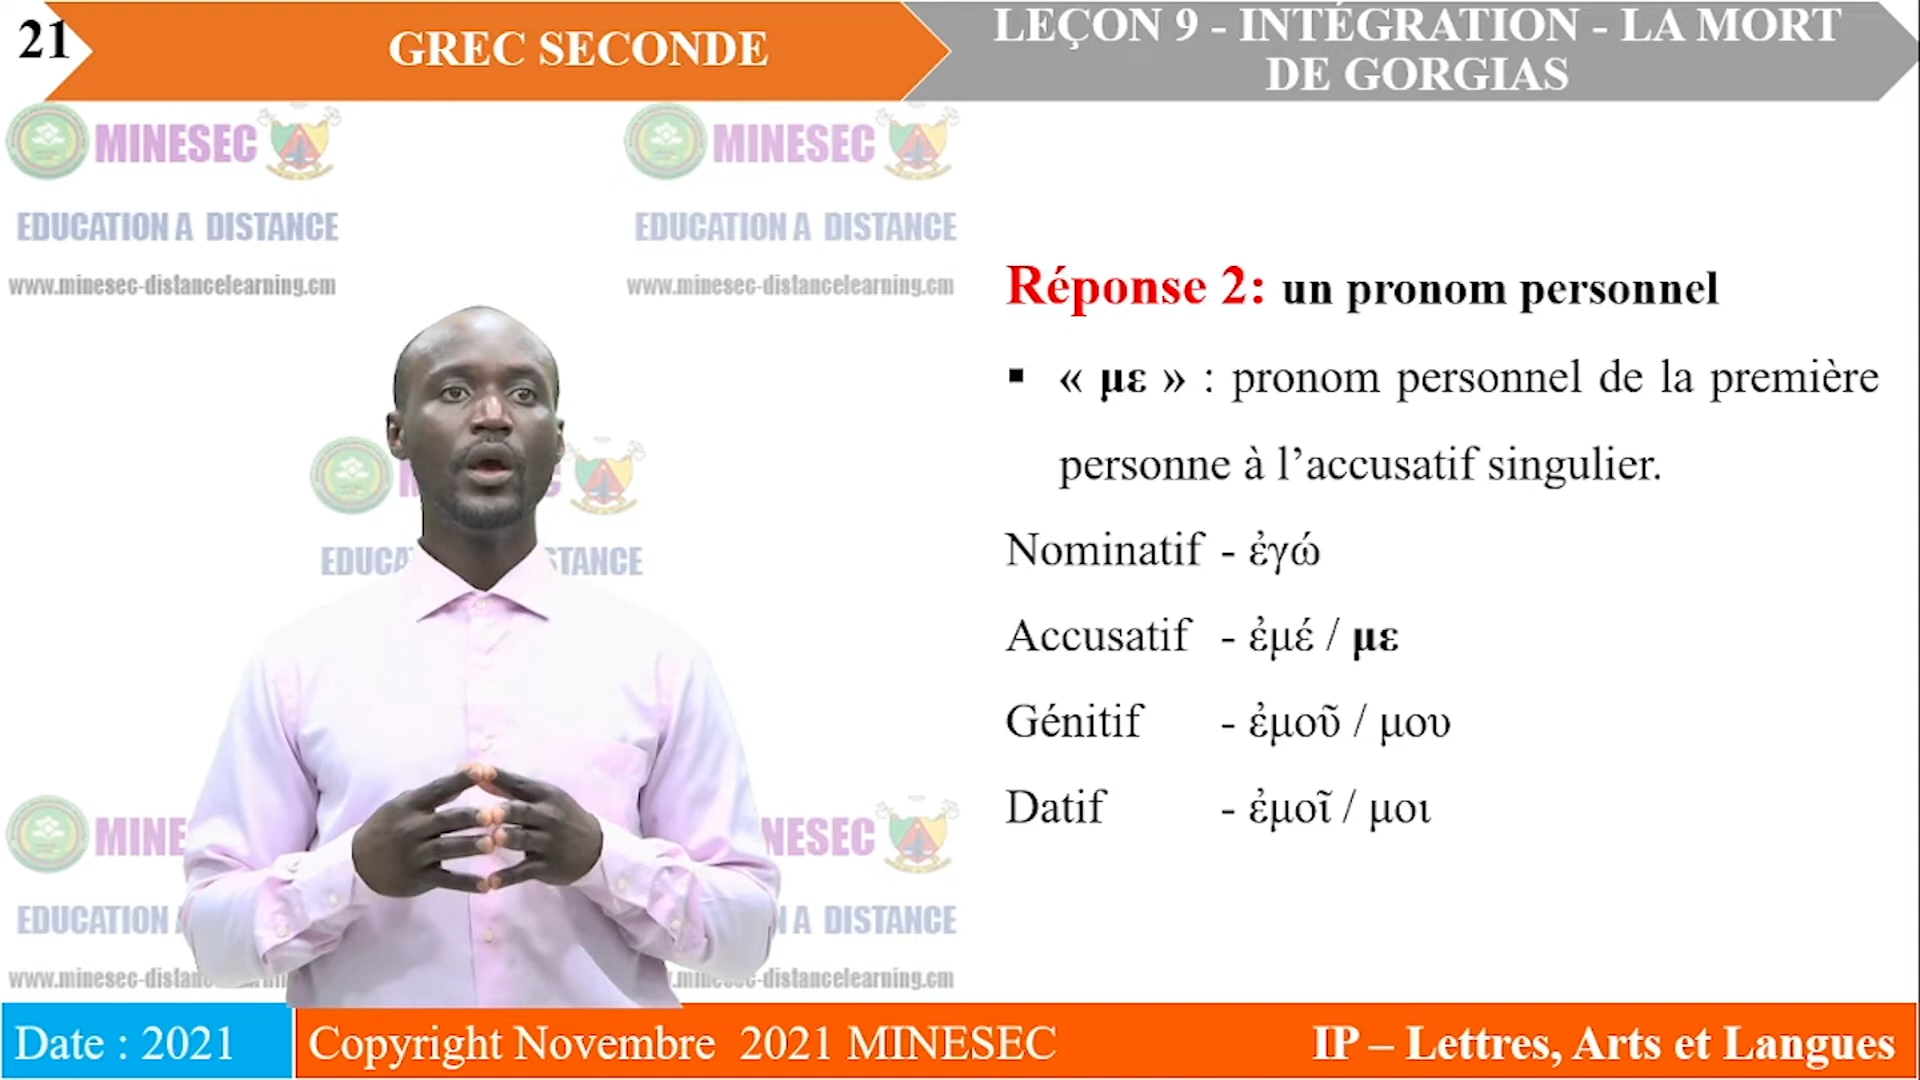 21
GREC SECONDE
LEÇON 9 - INTÉGRATION - LA MORT
DE GORGIAS
MINESEC
MINESEC
EDUCATION A DISTANCE
EDUCATION A DISTANCE
www.minesec-distancelearning.cm
www.minesec-distancelearning.cm
Réponse 2: un pronom personnel
▪ « με » : pronom personnel de la première
personne à l’accusatif singulier.
Nominatif - ἐγώ
Accusatif - ἐμέ / με
Génitif - ἐμοῦ / μου
Datif - ἐμοῖ / μοι
Date : 2021
Copyright Novembre 2021 MINESEC
IP – Lettres, Arts et Langues